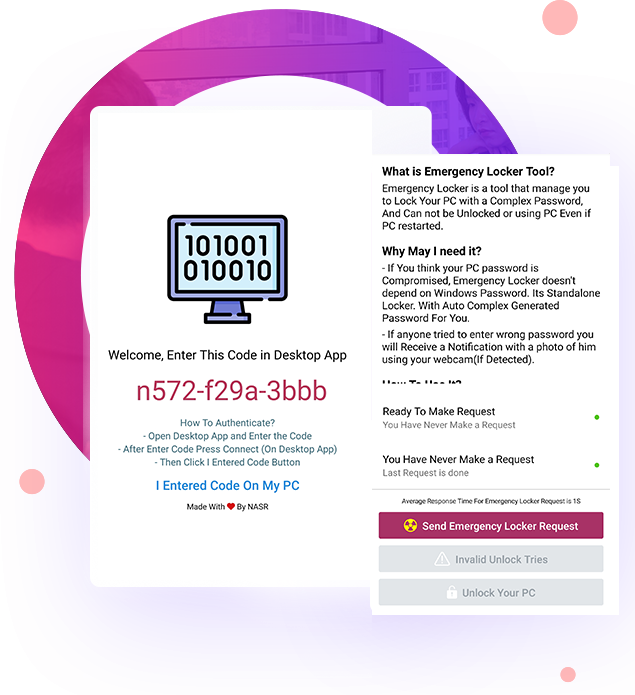 101001
010010
Welcome, Enter This Code in Desktop App
n572-f29a-3bbb
How To Authenticate?
- Open Desktop App and Enter the Code
- After Enter Code Press Connect (On Desktop App)
- Then Click I Entered Code Button
I Entered Code On My PC
Made With ❤ By NASR
What is Emergency Locker Tool?
Emergency Locker is a tool that manage you
to Lock Your PC with a Complex Password,
And Can not be Unlocked or using PC Even if
PC restarted.
Why May I need it?
- If You think your PC password is
Compromised, Emergency Locker doesn't
depend on Windows Password. Its Standalone
Locker. With Auto Complex Generated
Password For You.
- If anyone tried to enter wrong password you
will Receive a Notification with a photo of him
using your webcam(If Detected).
How To Use It?
Ready To Make Request
You Have Never Make a Request
You Have Never Make a Request
Last Request is done
Average Response Time For Emergency Locker Request is 1S
Send Emergency Locker Request
Invalid Unlock Tries
Unlock Your PC